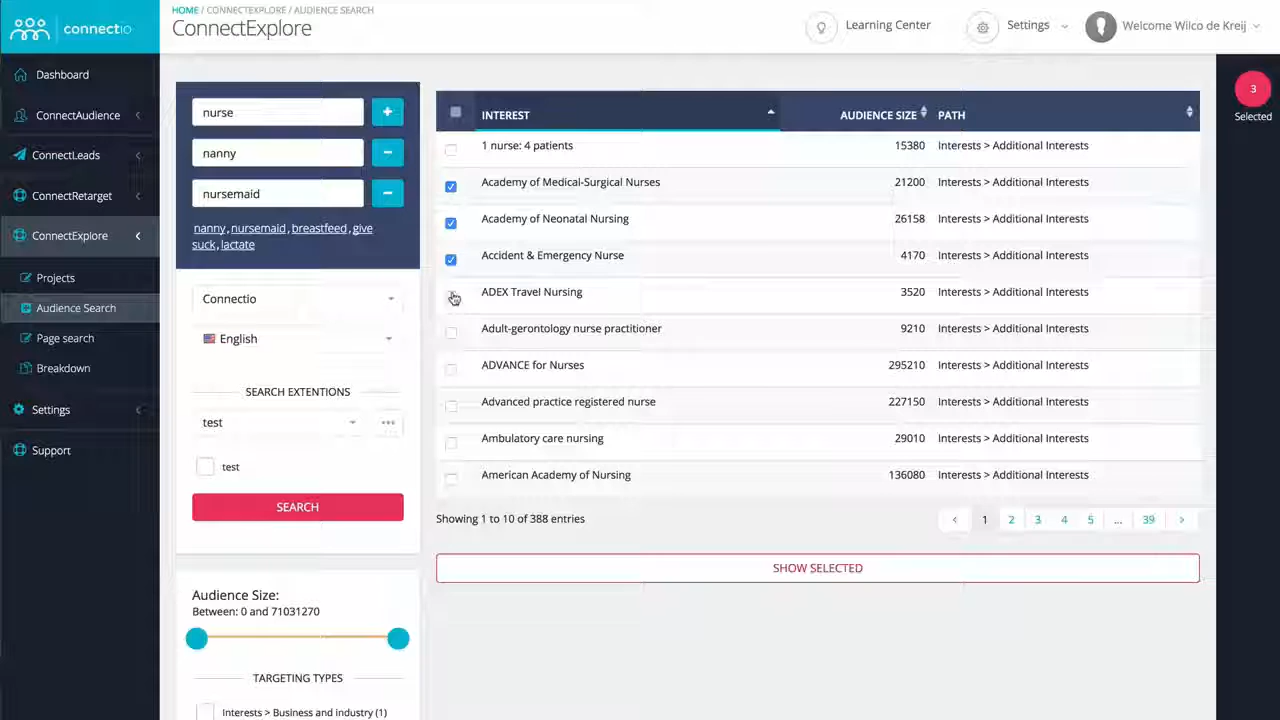 HOME / CONNECTEXPLORE / AUDIENCE SEARCH
connectio
ConnectExplore
Learning Center
Settings
Welcome Wilco de Kreij
Dashboard
ConnectAudience
ConnectLeads
ConnectRetarget
ConnectExplore
Projects
Audience Search
Page search
Breakdown
Settings
Support
nurse
+
nanny
-
nursemaid
-
nanny, nursemaid, breastfeed, give
suck, lactate
Connectio
English
SEARCH EXTENTIONS
test
test
SEARCH
Audience Size:
Between: 0 and 71031270
TARGETING TYPES
Interests > Business and industry (1)
INTEREST AUDIENCE SIZE PATH
1 nurse: 4 patients 15380 Interests > Additional Interests
Academy of Medical-Surgical Nurses 21200 Interests > Additional Interests
Academy of Neonatal Nursing 26158 Interests > Additional Interests
Accident & Emergency Nurse 4170 Interests > Additional Interests
ADEX Travel Nursing 3520 Interests > Additional Interests
Adult-gerontology nurse practitioner 9210 Interests > Additional Interests
ADVANCE for Nurses 295210 Interests > Additional Interests
Advanced practice registered nurse 227150 Interests > Additional Interests
Ambulatory care nursing 29010 Interests > Additional Interests
American Academy of Nursing 136080 Interests > Additional Interests
Showing 1 to 10 of 388 entries
‹ 1 2 3 4 5 ... 39 ›
SHOW SELECTED
3
Selected